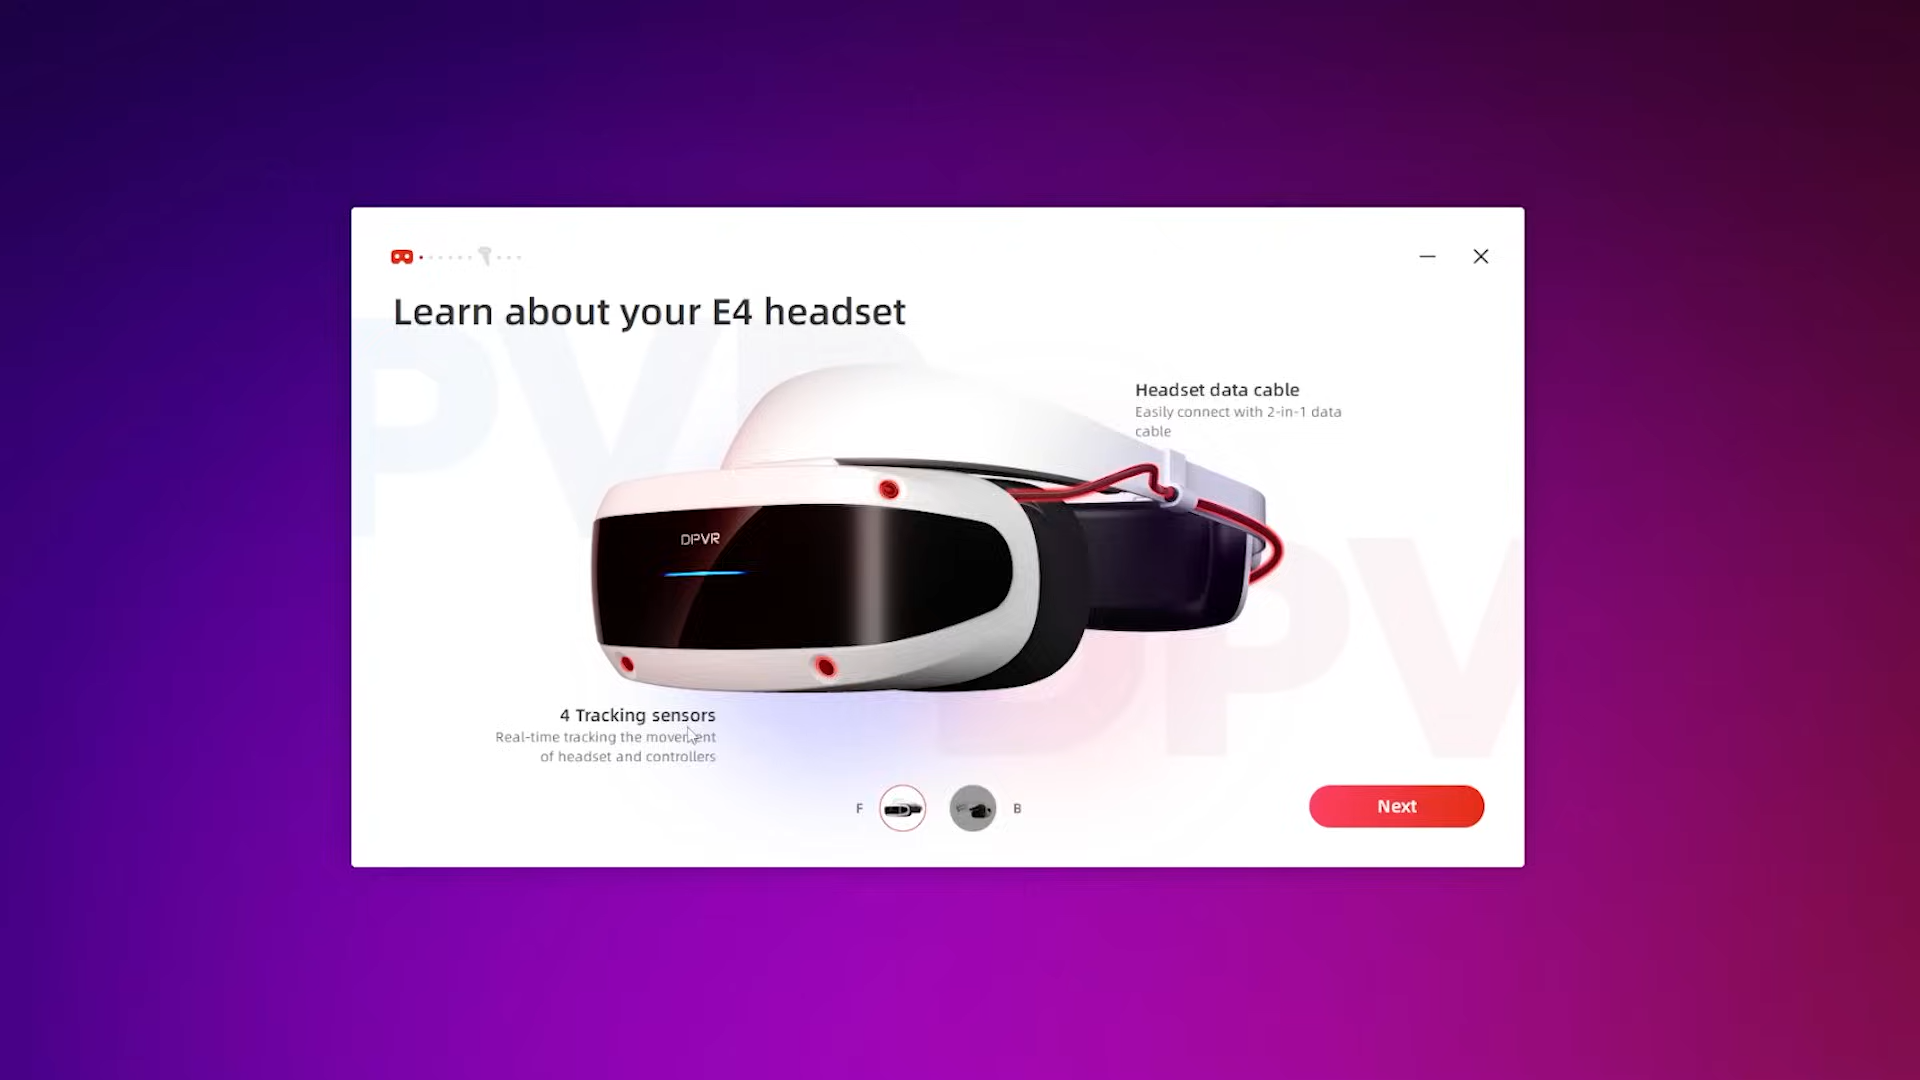 Learn about your E4 headset
Headset data cable
Easily connect with 2-in-1 data
cable
DPVR
4 Tracking sensors
Real-time tracking the movement
of headset and controllers
F
B
Next